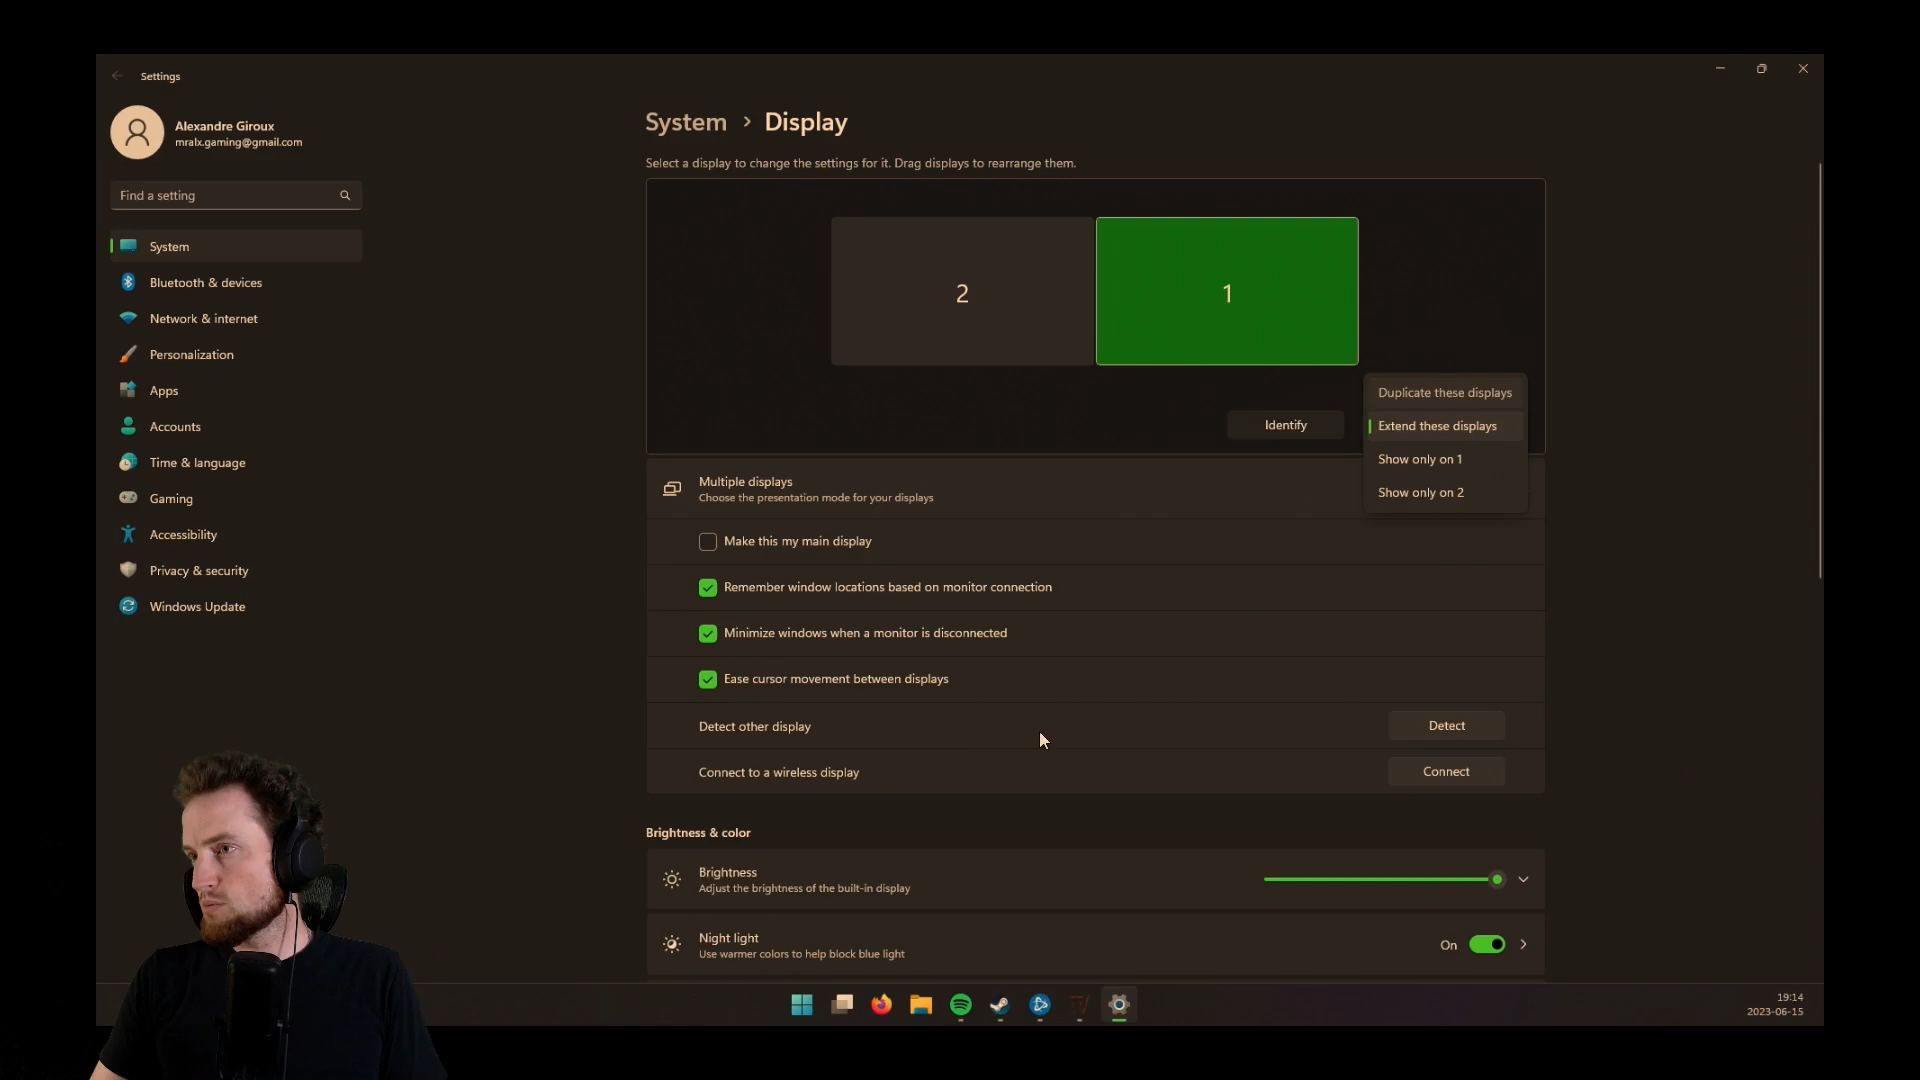 Settings
Alexandre Giroux
mralx.gaming@gmail.com
Find a setting
System
Bluetooth & devices
Network & internet
Personalization
Apps
Accounts
Time & language
Gaming
Accessibility
Privacy & security
Windows Update
System > Display
Select a display to change the settings for it. Drag displays to rearrange them.
2
1
Identify
Duplicate these displays
Extend these displays
Show only on 1
Show only on 2
Multiple displays
Choose the presentation mode for your displays
Make this my main display
Remember window locations based on monitor connection
Minimize windows when a monitor is disconnected
Ease cursor movement between displays
Detect other display
Detect
Connect to a wireless display
Connect
Brightness & color
Brightness
Adjust the brightness of the built-in display
Night light
Use warmer colors to help block blue light
On
19:14
2023-06-15